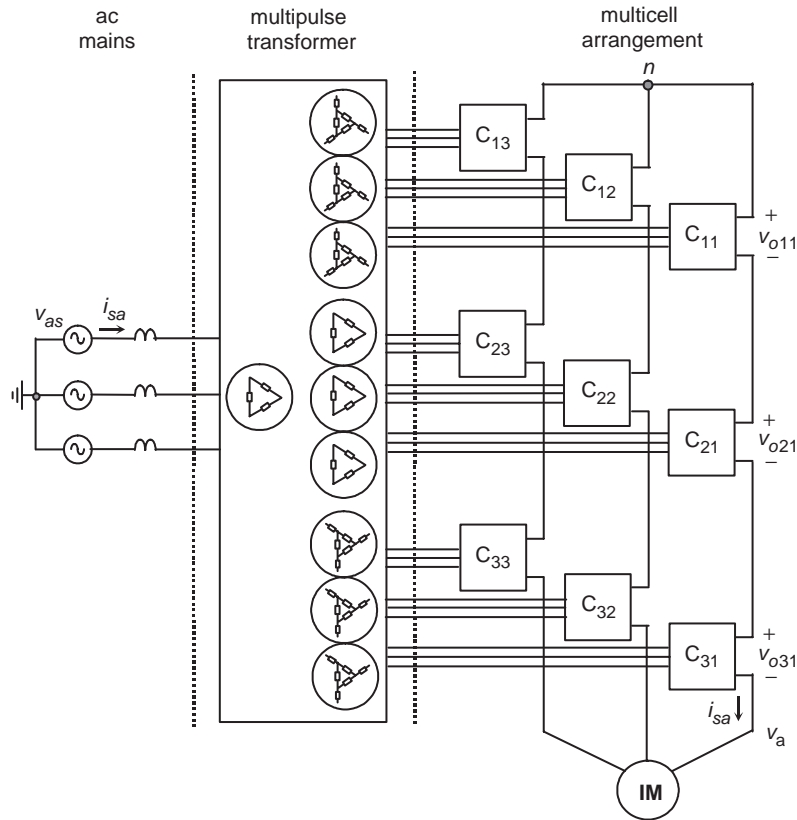 ac
mains
multipulse
transformer
multicell
arrangement
n
C13
C12
C11
+
vo11
−
vas
isa
C23
C22
C21
+
vo21
−
C33
C32
C31
+
vo31
−
isa
va
IM